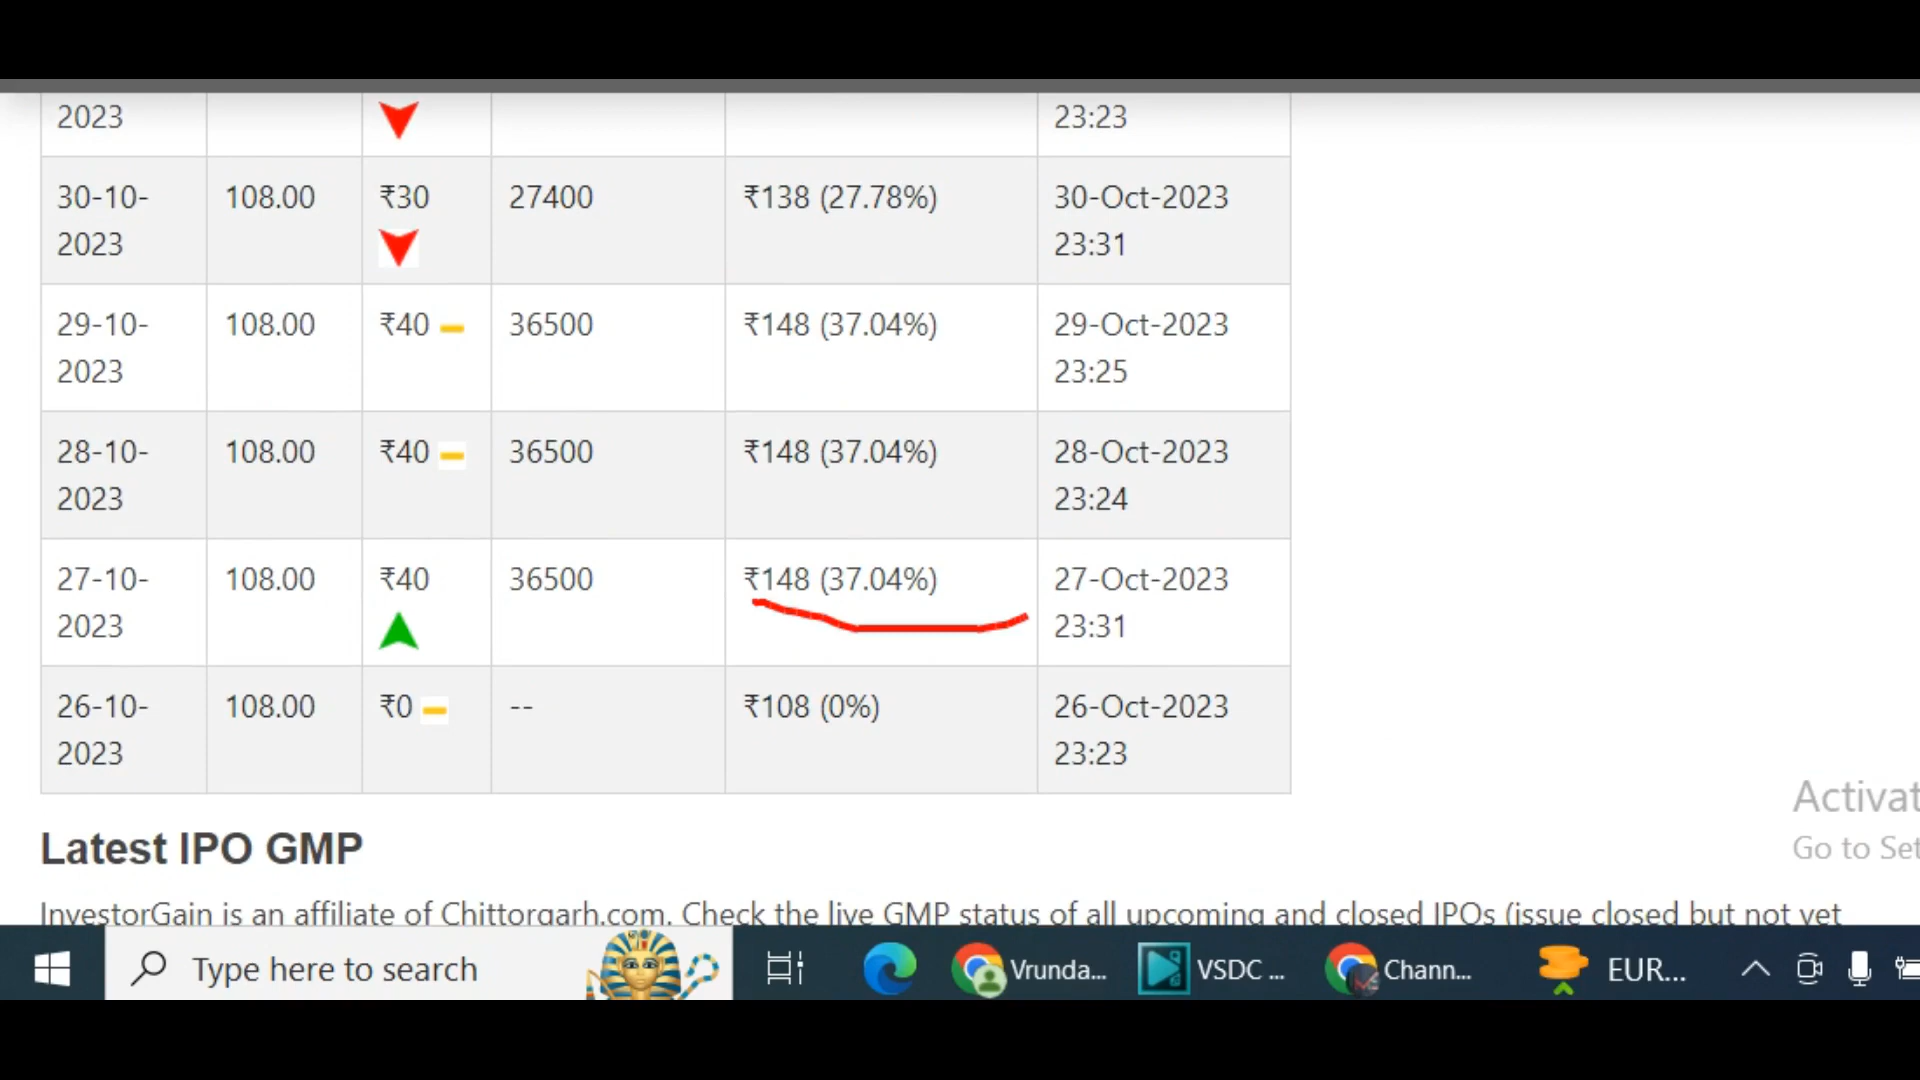 2023 23:23
30-10- 108.00 ₹30 27400 ₹138 (27.78%) 30-Oct-2023
2023 23:31
29-10- 108.00 ₹40 36500 ₹148 (37.04%) 29-Oct-2023
2023 23:25
28-10- 108.00 ₹40 36500 ₹148 (37.04%) 28-Oct-2023
2023 23:24
27-10- 108.00 ₹40 36500 ₹148 (37.04%) 27-Oct-2023
2023 23:31
26-10- 108.00 ₹0 -- ₹108 (0%) 26-Oct-2023
2023 23:23
Activat
Latest IPO GMP
Go to Set
InvestorGain is an affiliate of Chittorgarh.com. Check the live GMP status of all upcoming and closed IPOs (issue closed but not yet
Type here to search Vrunda... VSDC ... Chann... EUR...